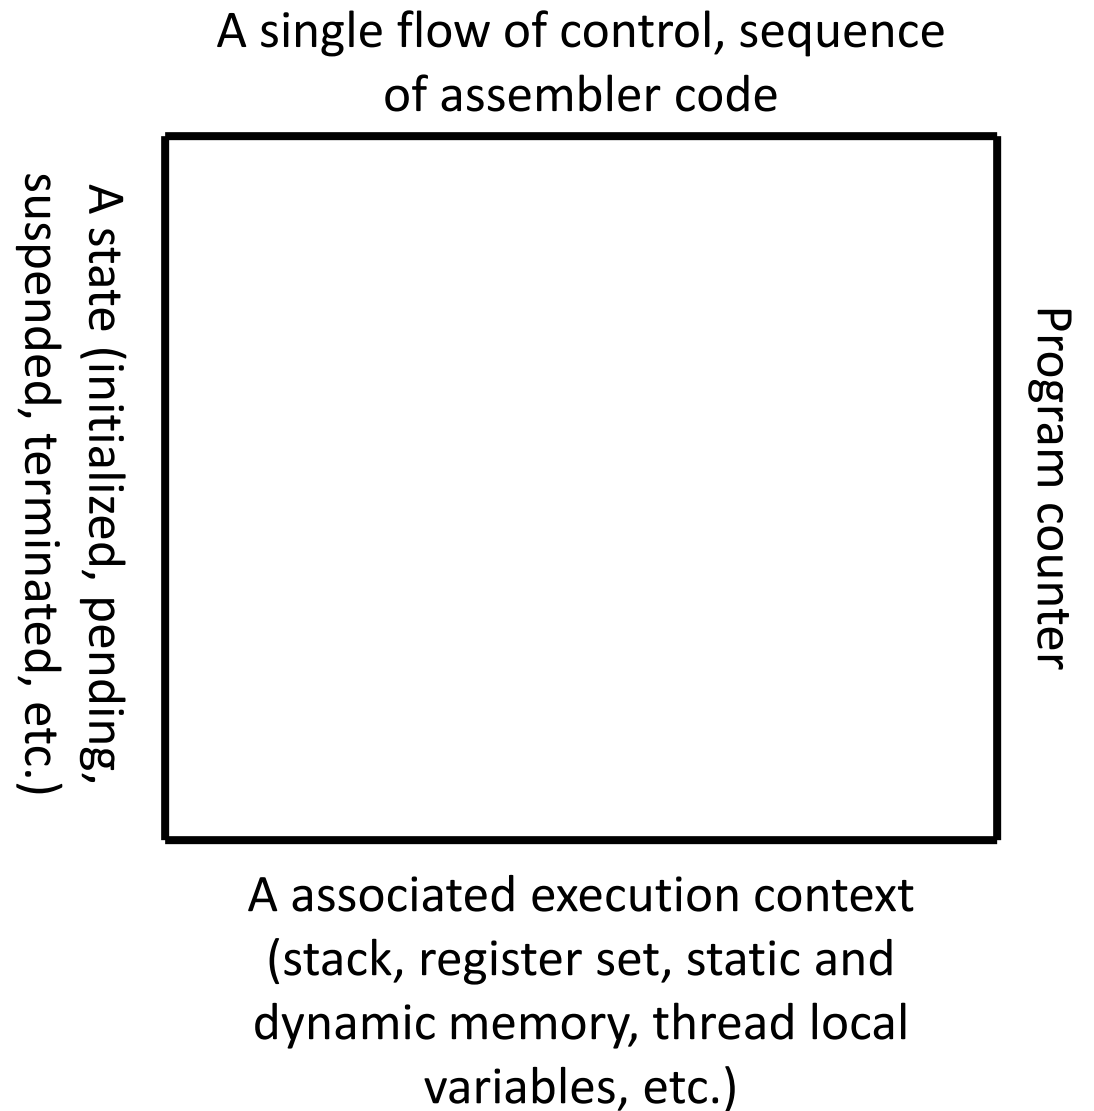 A single flow of control, sequence
of assembler code
A state (initialized, pending,
suspended, terminated, etc.)
Program counter
A associated execution context
(stack, register set, static and
dynamic memory, thread local
variables, etc.)